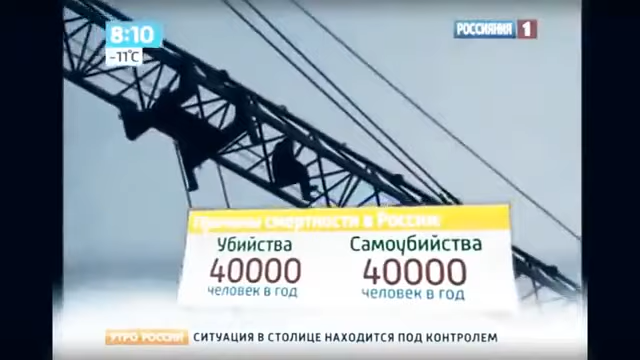 8:10
-11°C
РОССИЯНИЯ 1
Причины смертности в России:
Убийства
40000
человек в год
Самоубийства
40000
человек в год
УТРО РОССИИ
СИТУАЦИЯ В СТОЛИЦЕ НАХОДИТСЯ ПОД КОНТРОЛЕМ